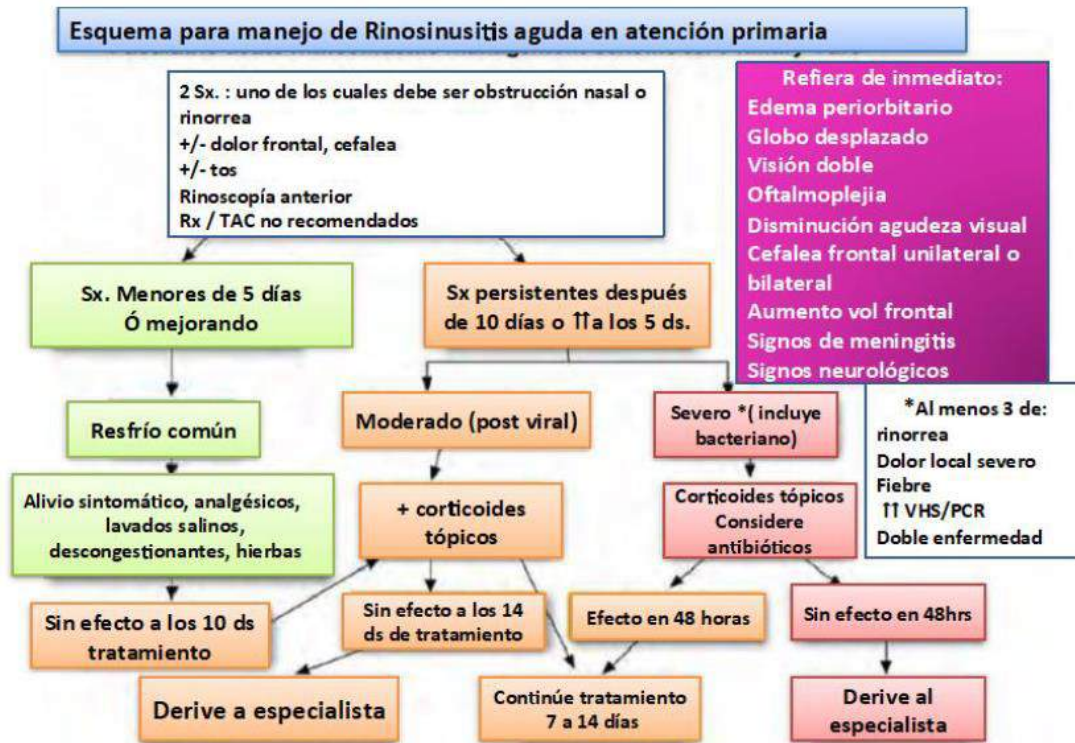 Esquema para manejo de Rinosinusitis aguda en atención primaria
2 Sx. : uno de los cuales debe ser obstrucción nasal o
rinorrea
+/- dolor frontal, cefalea
+/- tos
Rinoscopía anterior
Rx / TAC no recomendados
Refiera de inmediato:
Edema periorbitario
Globo desplazado
Visión doble
Oftalmoplejia
Disminución agudeza visual
Cefalea frontal unilateral o
bilateral
Aumento vol frontal
Signos de meningitis
Signos neurológicos
Sx. Menores de 5 días
Ó mejorando
Sx persistentes después
de 10 días o ⇈a los 5 ds.
Resfrío común
Moderado (post viral)
Severo *( incluye
bacteriano)
*Al menos 3 de:
rinorrea
Dolor local severo
Fiebre
⇈ VHS/PCR
Doble enfermedad
Alivio sintomático, analgésicos,
lavados salinos,
descongestionantes, hierbas
+ corticoides
tópicos
Corticoides tópicos
Considere
antibióticos
Sin efecto a los 10 ds
tratamiento
Sin efecto a los 14
ds de tratamiento
Efecto en 48 horas
Sin efecto en 48hrs
Derive a especialista
Continúe tratamiento
7 a 14 días
Derive al
especialista